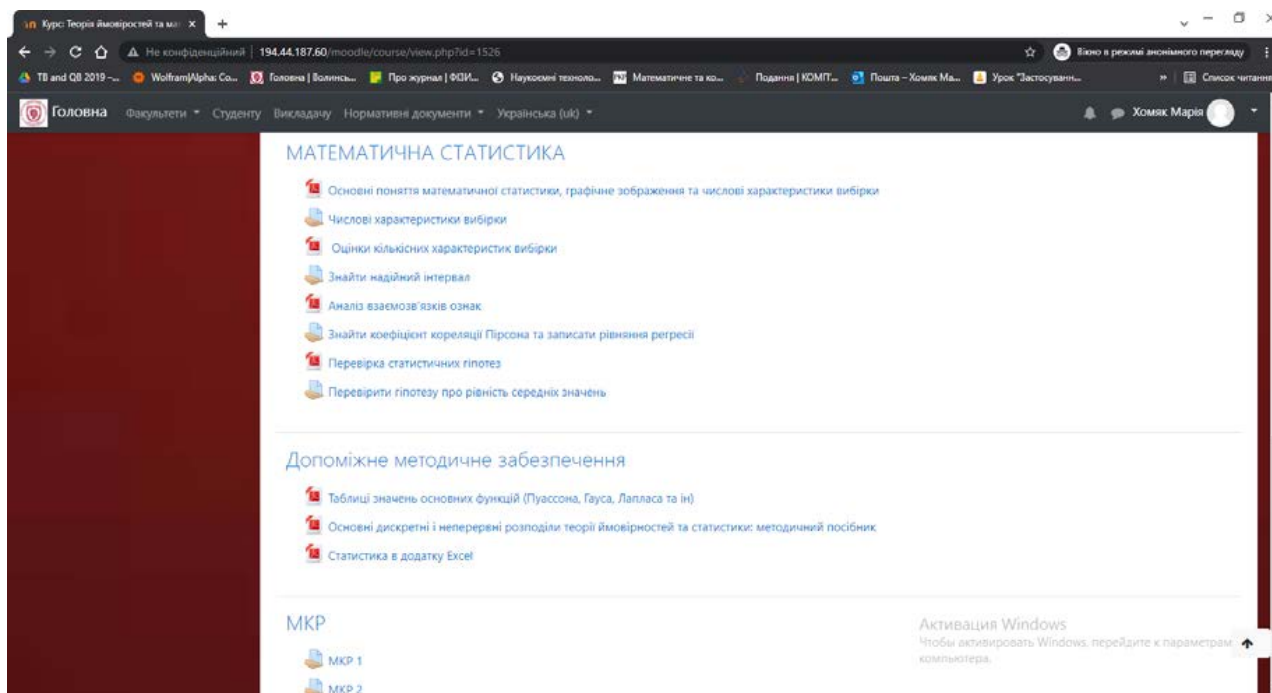 Курс: Теорія ймовіростей та ма
Не конфіденційний | 194.44.187.60/moodle/course/view.php?id=1526
Вікно в режимі анонімного перегляду
TB and QB 2019 –... Wolfram|Alpha: Co... Головна | Волинсь... Про журнал | ФІЗИ... Наукоємні техноло... Математичне та ко... Подання | КОМІТ... Пошта – Хомяк Ма... Урок "Застосуванн... » Список читання
Головна Факультети Студенту Викладачу Нормативні документи Українська (uk) Хомяк Марія
МАТЕМАТИЧНА СТАТИСТИКА
Основні поняття математичної статистики, графічне зображення та числові характеристики вибірки
Числові характеристики вибірки
Оцінки кількісних характеристик вибірки
Знайти надійний інтервал
Аналіз взаємозв'язків ознак
Знайти коефіцієнт кореляції Пірсона та записати рівняння регресії
Перевірка статистичних гіпотез
Перевірити гіпотезу про рівність середніх значень
Допоміжне методичне забезпечення
Таблиці значень основних функцій (Пуассона, Гауса, Лапласа та ін)
Основні дискретні і неперервні розподіли теорії ймовірностей та статистики: методичний посібник
Статистика в додатку Excel
МКР
МКР 1
МКР 2
Активация Windows
Чтобы активировать Windows, перейдите к параметрам
компьютера.